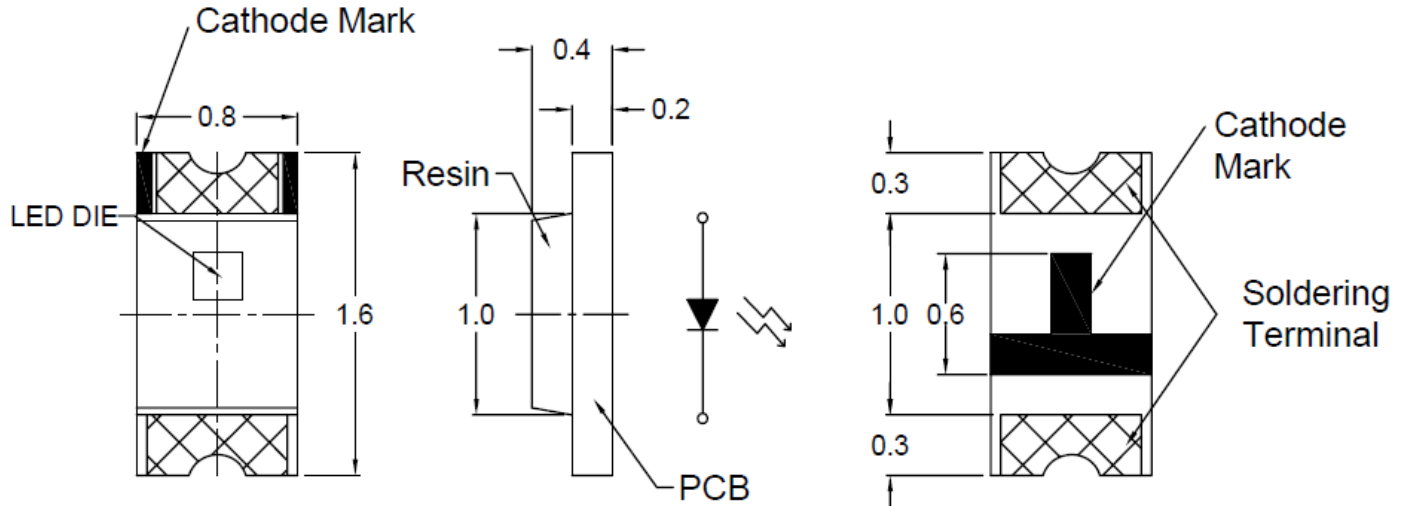 Cathode Mark
0.8
LED DIE
1.6
0.4
0.2
Resin
1.0
PCB
0.3
1.0
0.6
0.3
Cathode
Mark
Soldering
Terminal